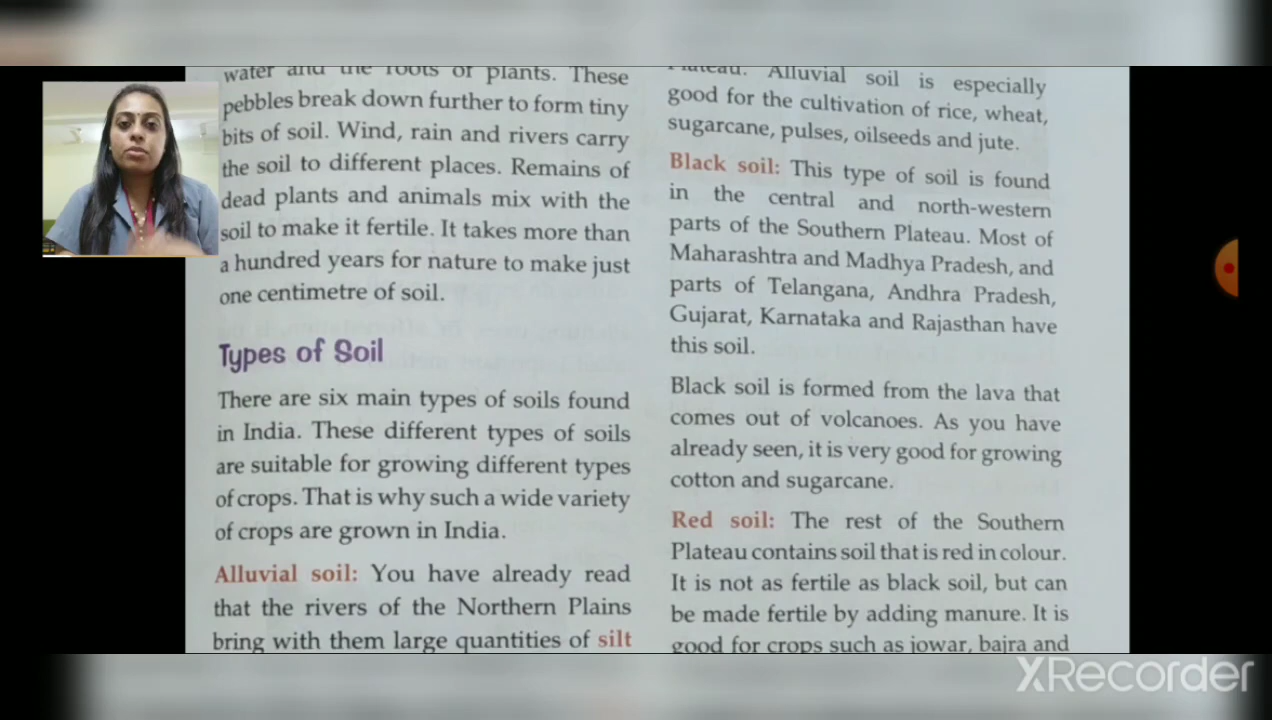 water and the roots of plants. These
pebbles break down further to form tiny
bits of soil. Wind, rain and rivers carry
the soil to different places. Remains of
dead plants and animals mix with the
soil to make it fertile. It takes more than
a hundred years for nature to make just
one centimetre of soil.
Types of Soil
There are six main types of soils found
in India. These different types of soils
are suitable for growing different types
of crops. That is why such a wide variety
of crops are grown in India.
Alluvial soil: You have already read
that the rivers of the Northern Plains
bring with them large quantities of silt
Plateau. Alluvial soil is especially
good for the cultivation of rice, wheat,
sugarcane, pulses, oilseeds and jute.
Black soil: This type of soil is found
in the central and north-western
parts of the Southern Plateau. Most of
Maharashtra and Madhya Pradesh, and
parts of Telangana, Andhra Pradesh,
Gujarat, Karnataka and Rajasthan have
this soil.
Black soil is formed from the lava that
comes out of volcanoes. As you have
already seen, it is very good for growing
cotton and sugarcane.
Red soil: The rest of the Southern
Plateau contains soil that is red in colour.
It is not as fertile as black soil, but can
be made fertile by adding manure. It is
good for crops such as jowar, bajra and
XRecorder